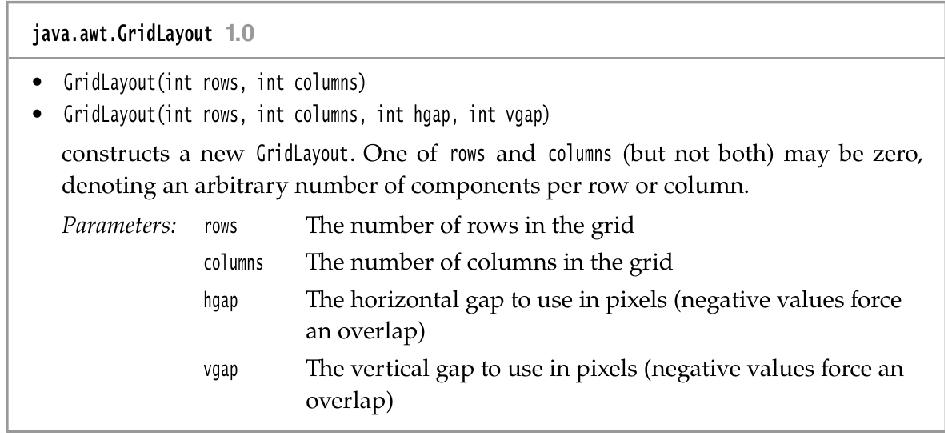 java.awt.GridLayout 1.0
• GridLayout(int rows, int columns)
• GridLayout(int rows, int columns, int hgap, int vgap)
constructs a new GridLayout. One of rows and columns (but not both) may be zero,
denoting an arbitrary number of components per row or column.
Parameters: rows The number of rows in the grid
columns The number of columns in the grid
hgap The horizontal gap to use in pixels (negative values force
an overlap)
vgap The vertical gap to use in pixels (negative values force an
overlap)